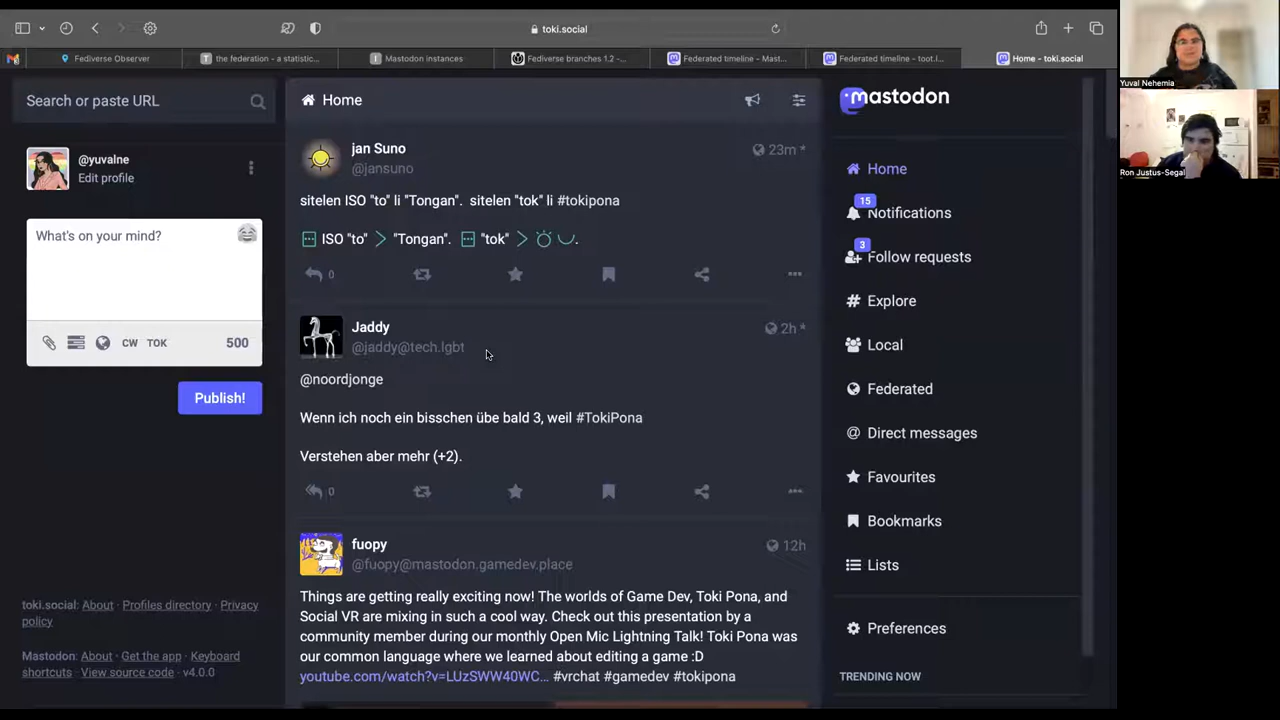 toki.social
Fediverse Observer
the federation - a statistic...
Mastodon instances
Fediverse branches 1.2 -...
Federated timeline - Mast...
Federated timeline - toot.l...
Home - toki.social
Search or paste URL
@yuvalne
Edit profile
What's on your mind?
CW TOK 500
Publish!
toki.social: About · Profiles directory · Privacy
policy
Mastodon: About · Get the app · Keyboard
shortcuts · View source code · v4.0.0
Home
jan Suno 23m *
@jansuno
sitelen ISO "to" li "Tongan". sitelen "tok" li #tokipona
ISO "to" > "Tongan". "tok" > .
0
Jaddy 2h *
@jaddy@tech.lgbt
@noordjonge
Wenn ich noch ein bisschen übe bald 3, weil #TokiPona
Verstehen aber mehr (+2).
0
fuopy 12h
@fuopy@mastodon.gamedev.place
Things are getting really exciting now! The worlds of Game Dev, Toki Pona, and
Social VR are mixing in such a cool way. Check out this presentation by a
community member during our monthly Open Mic Lightning Talk! Toki Pona was
our common language where we learned about editing a game :D
youtube.com/watch?v=LUzSWW40WC... #vrchat #gamedev #tokipona
mastodon
Home
15
Notifications
3
Follow requests
# Explore
Local
Federated
@ Direct messages
Favourites
Bookmarks
Lists
Preferences
TRENDING NOW
Yuval Nehemia
Ron Justus-Segal